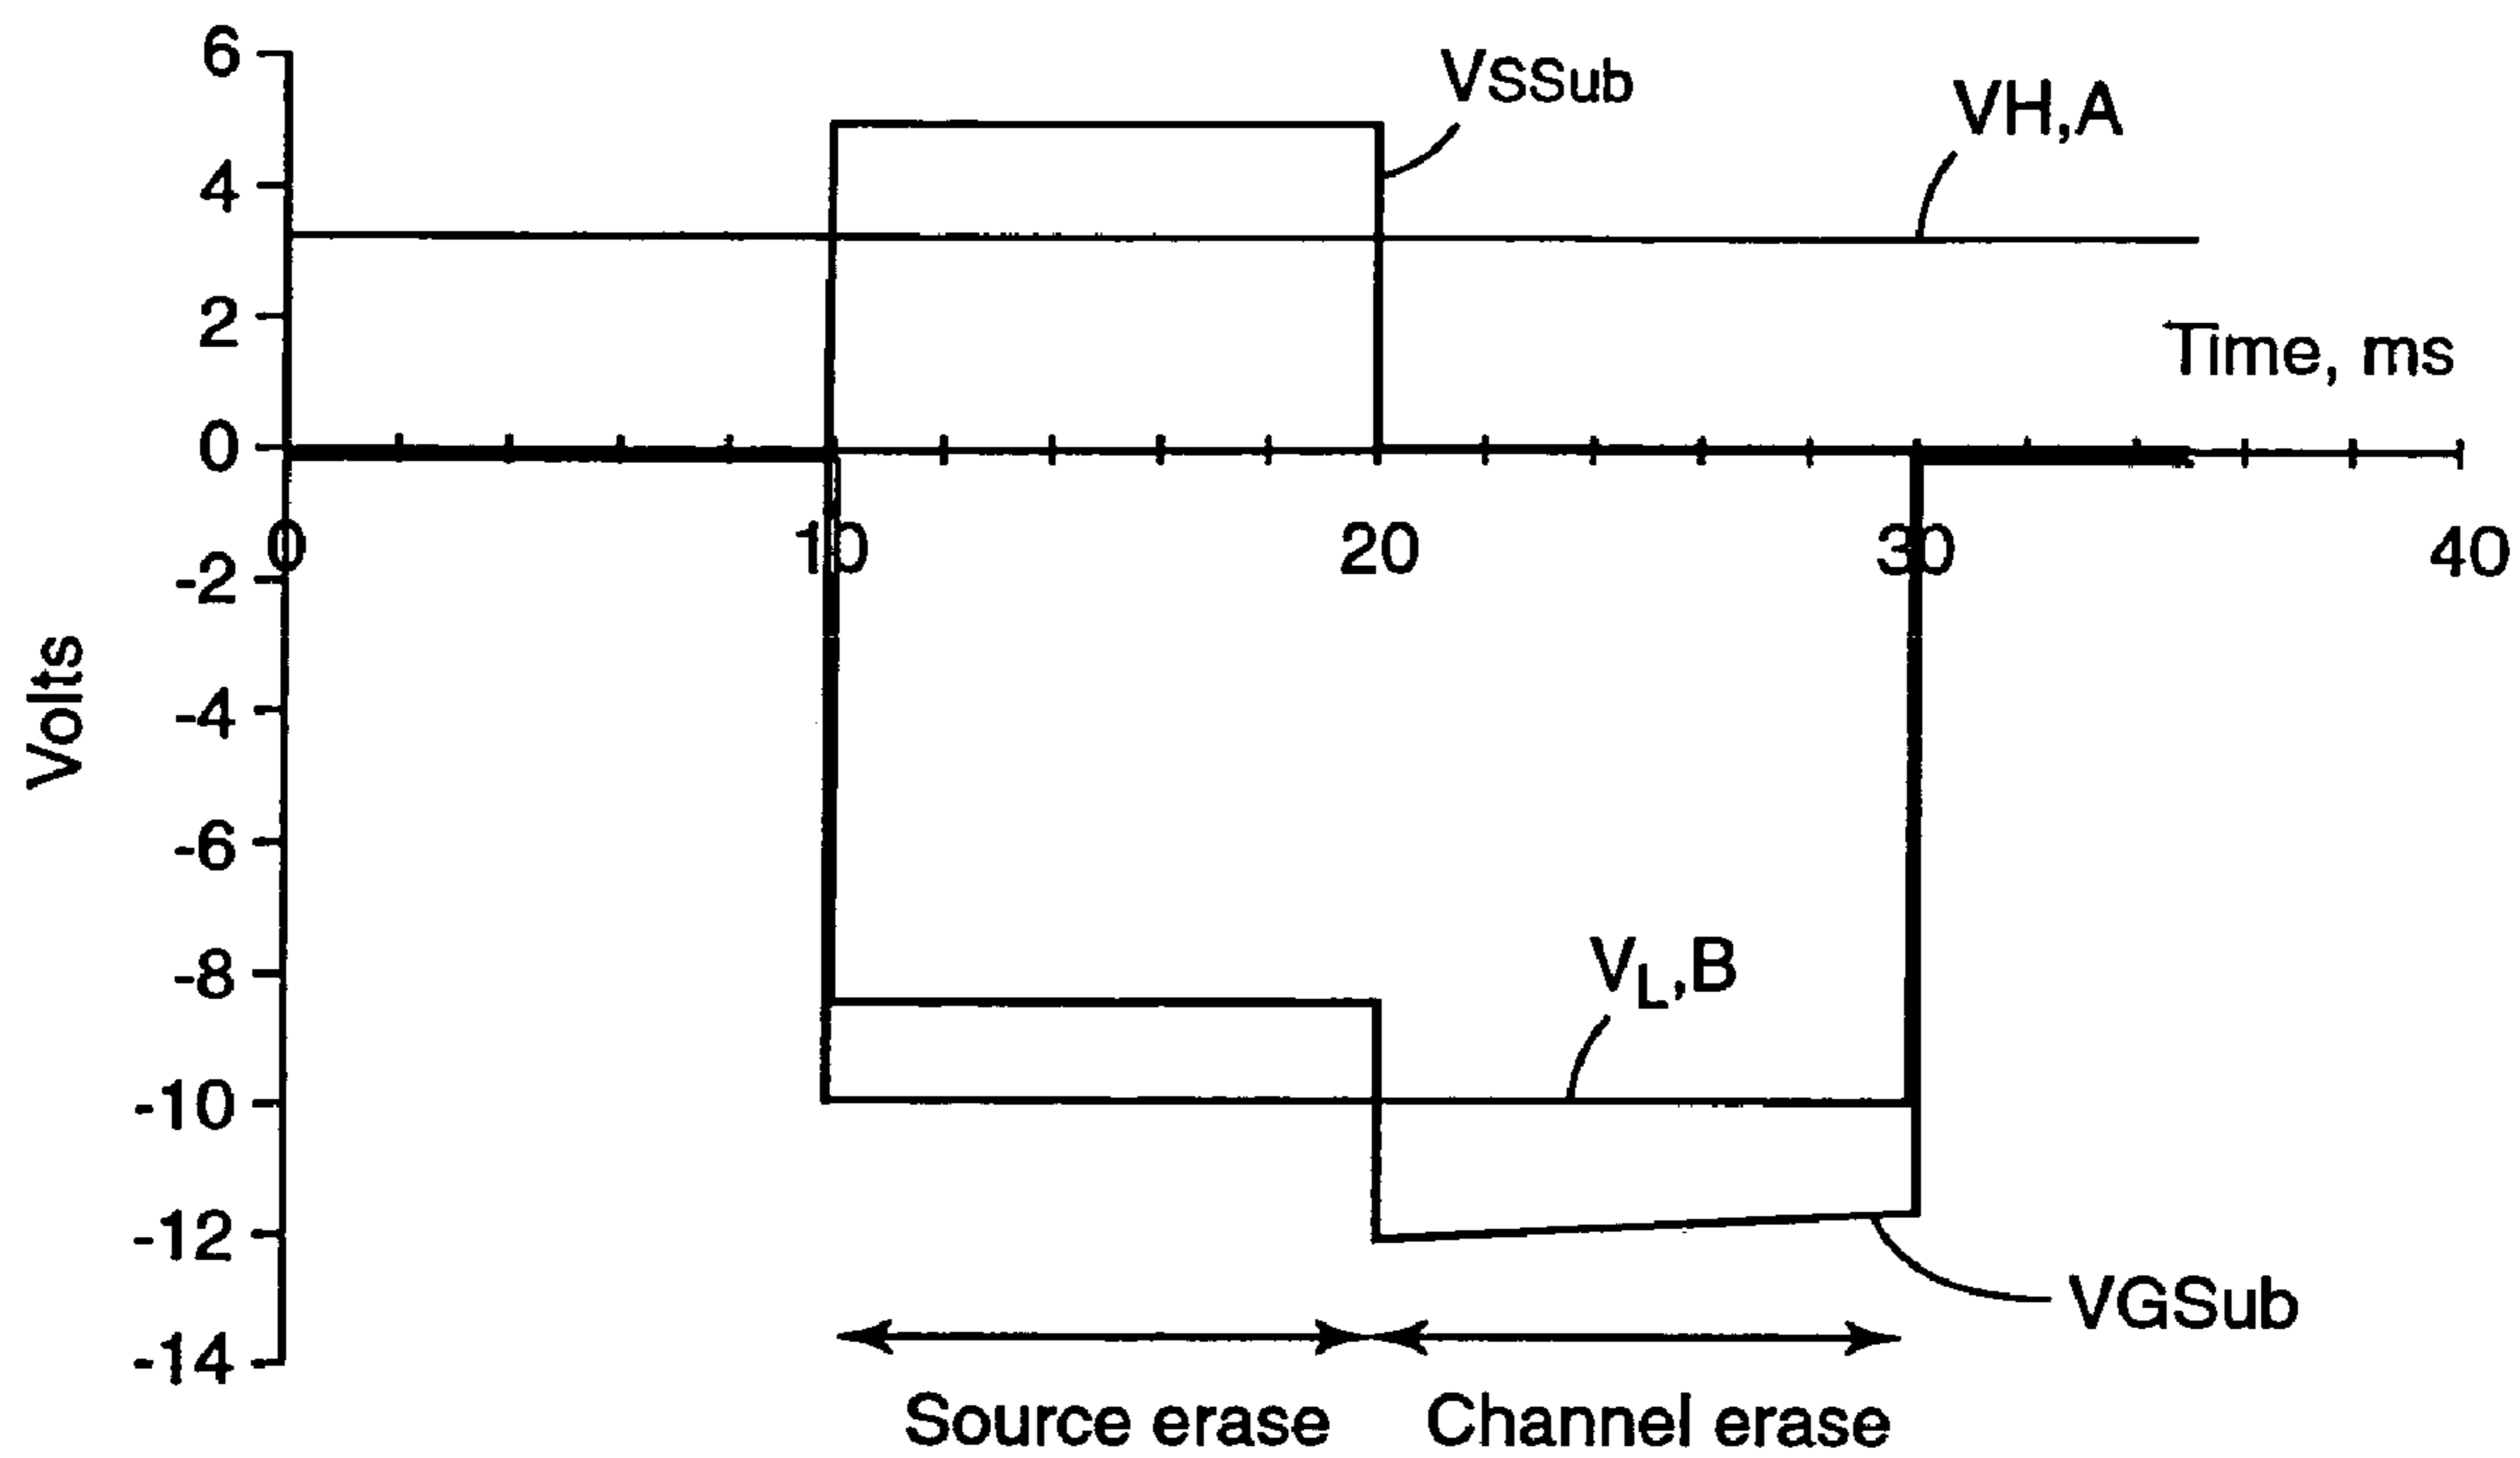 6
VSSub
VH,A
4
2
Time, ms
0
0 10 20 30 40
-2
Volts
-4
-6
-8
VL,B
-10
-12
VGSub
-14
Source erase Channel erase